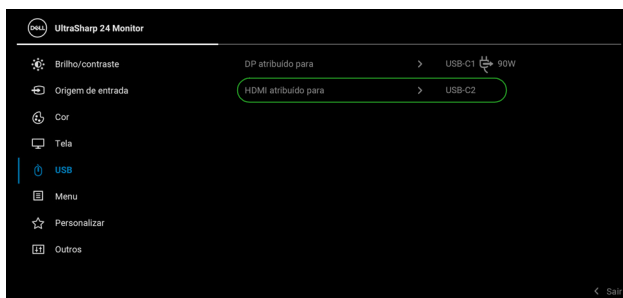 DELL UltraSharp 24 Monitor
Brilho/contraste DP atribuído para > USB-C1 90W
Origem de entrada HDMI atribuído para > USB-C2
Cor
Tela
USB
Menu
Personalizar
Outros
< Sair